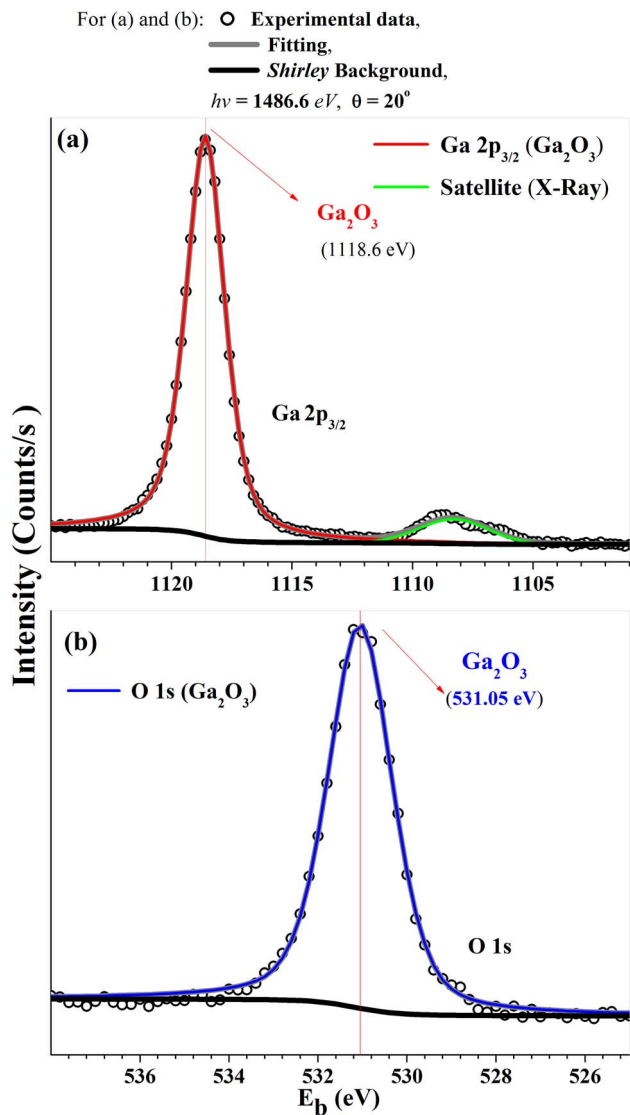 For (a) and (b): Experimental data,
Fitting,
Shirley Background,
hν = 1486.6 eV, θ = 20°
(a)
Ga 2p₃/₂ (Ga₂O₃)
Satellite (X-Ray)
Ga₂O₃
(1118.6 eV)
Ga 2p₃/₂
1120 1115 1110 1105
Intensity (Counts/s)
(b)
O 1s (Ga₂O₃)
Ga₂O₃
(531.05 eV)
O 1s
536 534 532 530 528 526
E_b (eV)